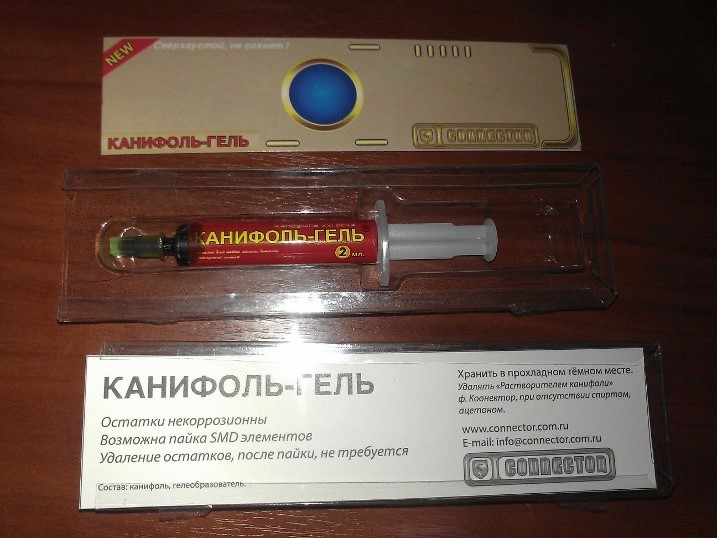 NEW
Сверхгустой, не сохнет !
КАНИФОЛЬ-ГЕЛЬ
CONNECTOR
КАНИФОЛЬ-ГЕЛЬ
2 мл.
КАНИФОЛЬ-ГЕЛЬ
Остатки некоррозионны
Возможна пайка SMD элементов
Удаление остатков, после пайки, не требуется
Состав: канифоль, гелеобразователь.
Хранить в прохладном тёмном месте.
Удалять «Растворителем канифоли»
ф. Коонектор, при отсутствии спиртом,
ацетаном.
www.connector.com.ru
E-mail: info@connector.com.ru
CONNECTOR